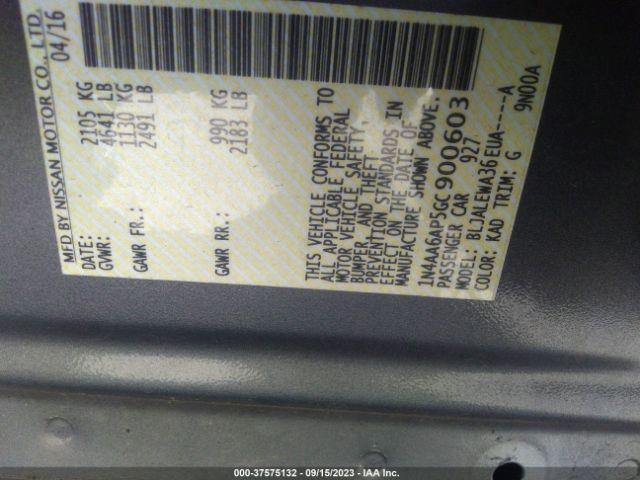 MFD BY NISSAN MOTOR CO., LTD.
DATE: 04/16
GVWR: 2105 KG
4641 LB
GAWR FR.: 1130 KG
2491 LB
GAWR RR.: 990 KG
2183 LB
THIS VEHICLE CONFORMS TO
ALL APPLICABLE FEDERAL
MOTOR VEHICLE SAFETY,
BUMPER, AND THEFT
PREVENTION STANDARDS IN
EFFECT ON THE DATE OF
MANUFACTURE SHOWN ABOVE.
1N4AA6AP5GC900603
PASSENGER CAR 927
MODEL: BLJALEWA36EUA----A
COLOR: KAD TRIM: G 9N00A
000-37575132 - 09/15/2023 - IAA Inc.